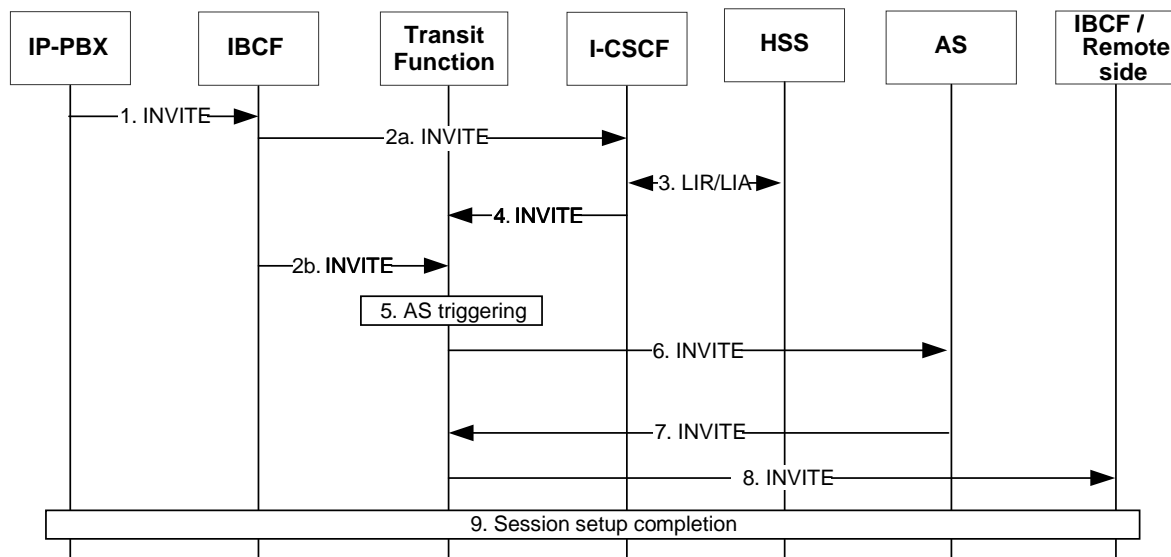 IP-PBX
IBCF
Transit
Function
I-CSCF
HSS
AS
IBCF /
Remote
side
1. INVITE
2a. INVITE
3. LIR/LIA
4. INVITE
2b. INVITE
5. AS triggering
6. INVITE
7. INVITE
8. INVITE
9. Session setup completion